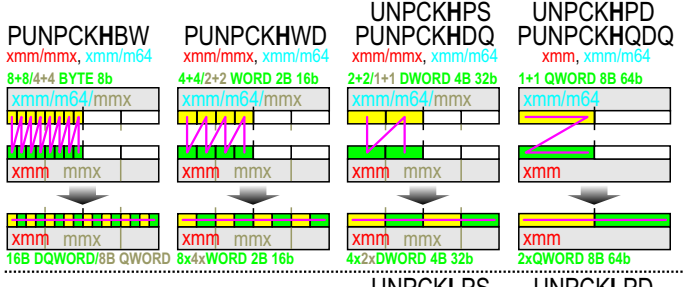 PUNPCKHBW
xmm/mmx, xmm/m64
8+8/4+4 BYTE 8b
xmm/m64/mmx
xmm mmx
xmm mmx
16B DQWORD/8B QWORD
PUNPCKHWD
xmm/mmx, xmm/m64
4+4/2+2 WORD 2B 16b
xmm/m64/mmx
xmm mmx
xmm mmx
8x4xWORD 2B 16b
UNPCKHPS
PUNPCKHDQ
xmm/mmx, xmm/m64
2+2/1+1 DWORD 4B 32b
xmm/m64/mmx
xmm mmx
xmm mmx
4x2xDWORD 4B 32b
UNPCKHPD
PUNPCKHQDQ
xmm, xmm/m64
1+1 QWORD 8B 64b
xmm/m64
xmm
xmm
2xQWORD 8B 64b
UNPCKLPS
UNPCKLPD